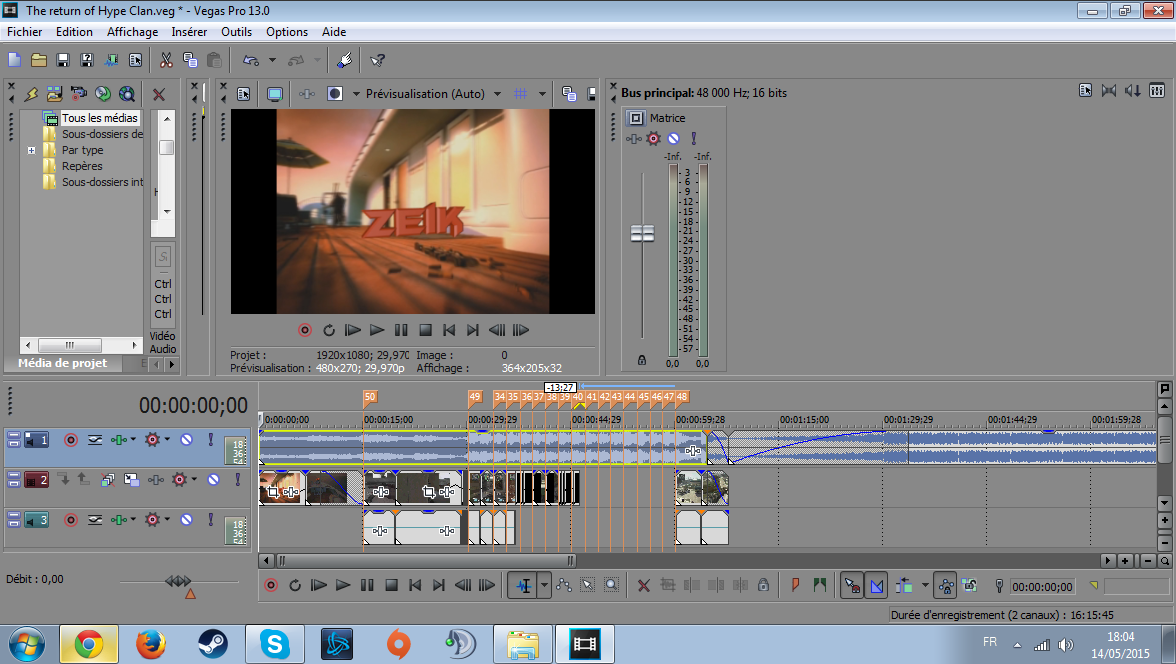 The return of Hype Clan.veg * - Vegas Pro 13.0
Fichier Edition Affichage Insérer Outils Options Aide
Tous les médias
Sous-dossiers de
Par type
Repères
Sous-dossiers int
S
Ctrl
Ctrl
Ctrl
Vidéo
Audio
Média de projet
E
Prévisualisation (Auto)
ZEIK
Projet : 1920x1080; 29,970 Image : 0
Prévisualisation : 480x270; 29,970p Affichage : 364x205x32
Bus principal: 48 000 Hz; 16 bits
Matrice
-Inf. -Inf.
3
6
9
12
15
18
21
24
27
30
33
36
39
42
45
48
51
54
57
0,0 0,0
-13;27
00:00:00;00
50 49 34 35 36 37 38 39 40 41 42 43 44 45 46 47 48
00:00:00;00 00:00:15;00 00:00:29;29 00:00:44;29 00:00:59;28 00:01:15;00 00:01:29;29 00:01:44;29 00:01:59;28
1
18
36
54
2
3
18
36
54
Débit : 0,00
00:00:00;00
Durée d'enregistrement (2 canaux) : 16:15:45
FR
18:04
14/05/2015